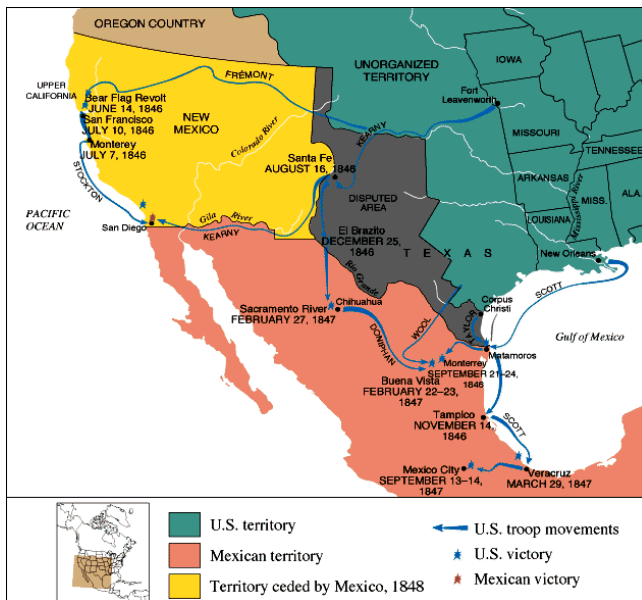 OREGON COUNTRY
UNORGANIZED
TERRITORY
IOWA
FRÉMONT
UPPER
CALIFORNIA
Bear Flag Revolt
JUNE 14, 1846
San Francisco
JULY 10, 1846
Monterey
JULY 7, 1846
NEW
MEXICO
Fort
Leavenworth
KEARNY
Colorado River
MISSOURI
TENNESSEE
Santa Fe
AUGUST 16, 1846
ARKANSAS
MISS.
ALA.
Mississippi River
STOCKTON
PACIFIC
OCEAN
San Diego
Gila River
KEARNY
DISPUTED
AREA
El Brazito
DECEMBER 25,
1846
LOUISIANA
TEXAS
New Orleans
Rio Grande
Chihuahua
Sacramento River
FEBRUARY 27, 1847
DONIPHAN
WOOL
Corpus
Christi
TAYLOR
SCOTT
Gulf of Mexico
Matamoros
Monterrey
SEPTEMBER 21–24,
1846
Buena Vista
FEBRUARY 22–23,
1847
Tampico
NOVEMBER 14,
1846
SCOTT
Mexico City
SEPTEMBER 13–14,
1847
Veracruz
MARCH 29, 1847
U.S. territory
Mexican territory
Territory ceded by Mexico, 1848
U.S. troop movements
U.S. victory
Mexican victory